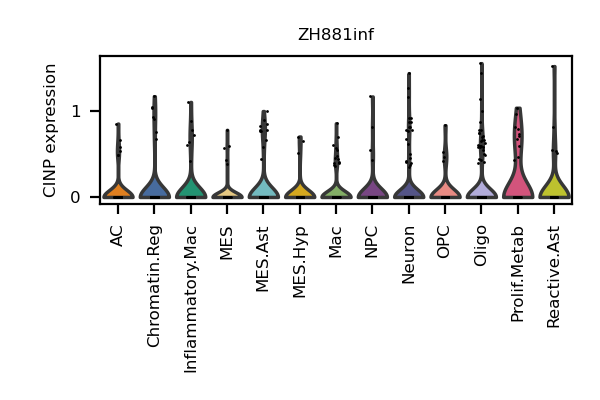 ZH881inf
CINP expression
1
0
AC
Chromatin.Reg
Inflammatory.Mac
MES
MES.Ast
MES.Hyp
Mac
NPC
Neuron
OPC
Oligo
Prolif.Metab
Reactive.Ast